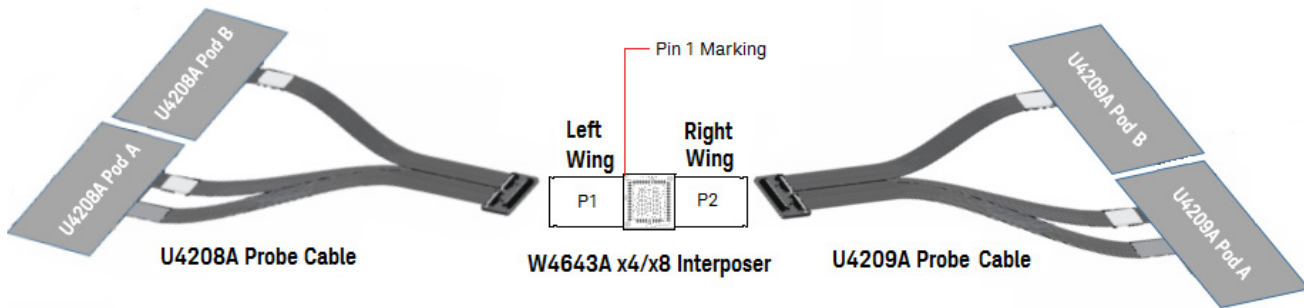 Pin 1 Marking
U4208A Pod B
U4208A Pod A
Left
Wing
Right
Wing
P1
P2
U4209A Pod B
U4209A Pod A
U4208A Probe Cable
W4643A x4/x8 Interposer
U4209A Probe Cable